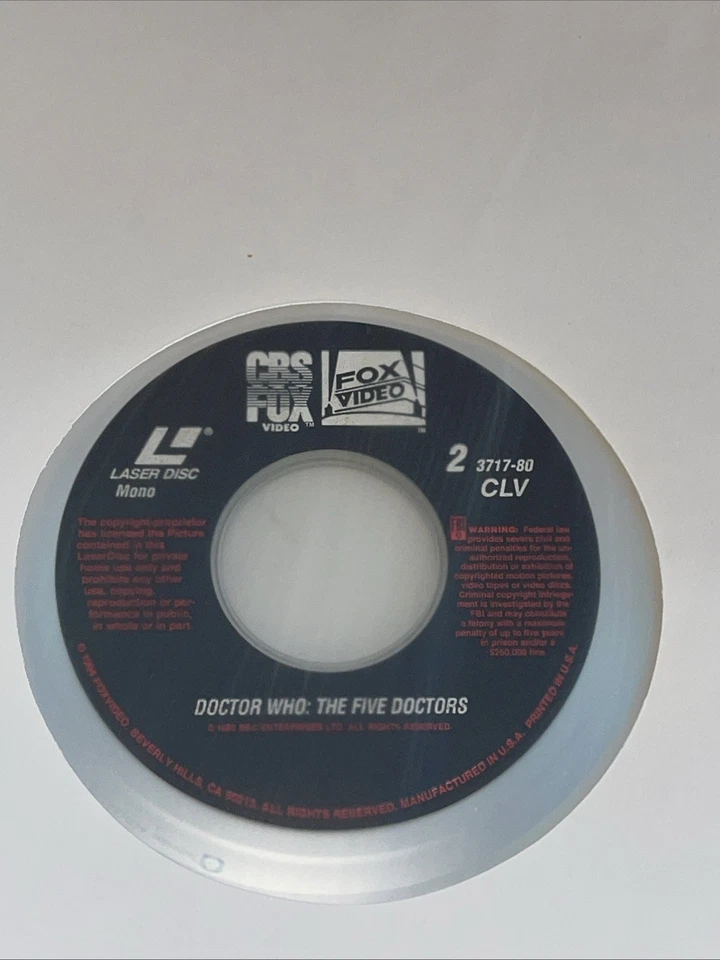 CBS
FOX
VIDEO ™
FOX
VIDEO
™
®
LASER DISC
Mono
2 3717-80
CLV
The copyright proprietor
has licensed the Picture
contained in this
LaserDisc for private
home use only and
prohibits any other
use, copying,
reproduction or per-
formance in public,
in whole or in part.
WARNING: Federal law
provides severe civil and
criminal penalties for the un-
authorized reproduction,
distribution or exhibition of
copyrighted motion pictures,
video tapes or video discs.
Criminal copyright infringe-
ment is investigated by the
FBI and may constitute
a felony with a maximum
penalty of up to five years
in prison and/or a
$250,000 fine.
DOCTOR WHO: THE FIVE DOCTORS
BBC ENTERPRISES LTD. ALL RIGHTS RESERVED.
© 1994 FOXVIDEO, BEVERLY HILLS, CA 90213. ALL RIGHTS RESERVED. MANUFACTURED IN U.S.A. PRINTED IN U.S.A.